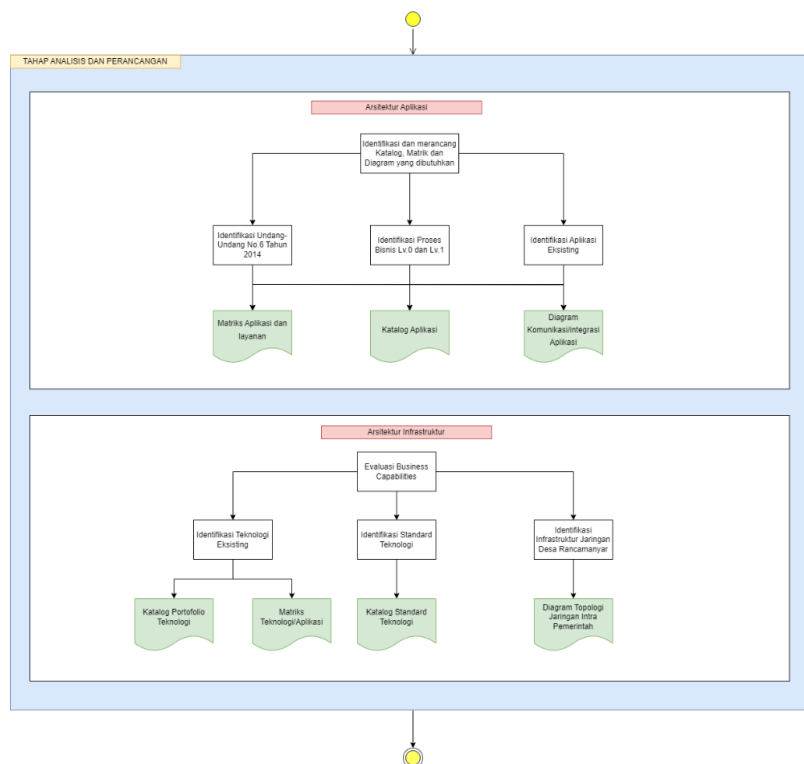 TAHAP ANALISIS DAN PERANCANGAN
Arsitektur Aplikasi
Identifikasi dan merancang
Katalog, Matrik dan
Diagram yang dibutuhkan
Identifikasi Undang-
Undang No.6 Tahun
2014
Identifikasi Proses
Bisnis Lv.0 dan Lv.1
Identifikasi Aplikasi
Eksisting
Matriks Aplikasi dan
layanan
Katalog Aplikasi
Diagram
Komunikasi/integrasi
Aplikasi
Arsitektur Infrastruktur
Evaluasi Business
Capabilities
Identifikasi Teknologi
Eksisting
Identifikasi Standard
Teknologi
Identifikasi
Infrastruktur Jaringan
Desa Rancamanyar
Katalog Portofolio
Teknologi
Matriks
Teknologi/Aplikasi
Katalog Standard
Teknologi
Diagram Topologi
Jaringan Intra
Pemerintah